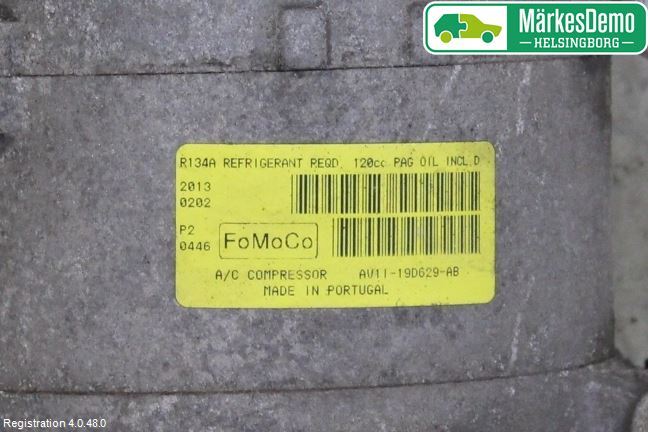 MärkesDemo
HELSINGBORG
R134A REFRIGERANT REQD. 120cc PAG OIL INCL.D
2013
0202
P2
0446
FoMoCo
A/C COMPRESSOR AV11-19D629-AB
MADE IN PORTUGAL
Registration 4.0.48.0